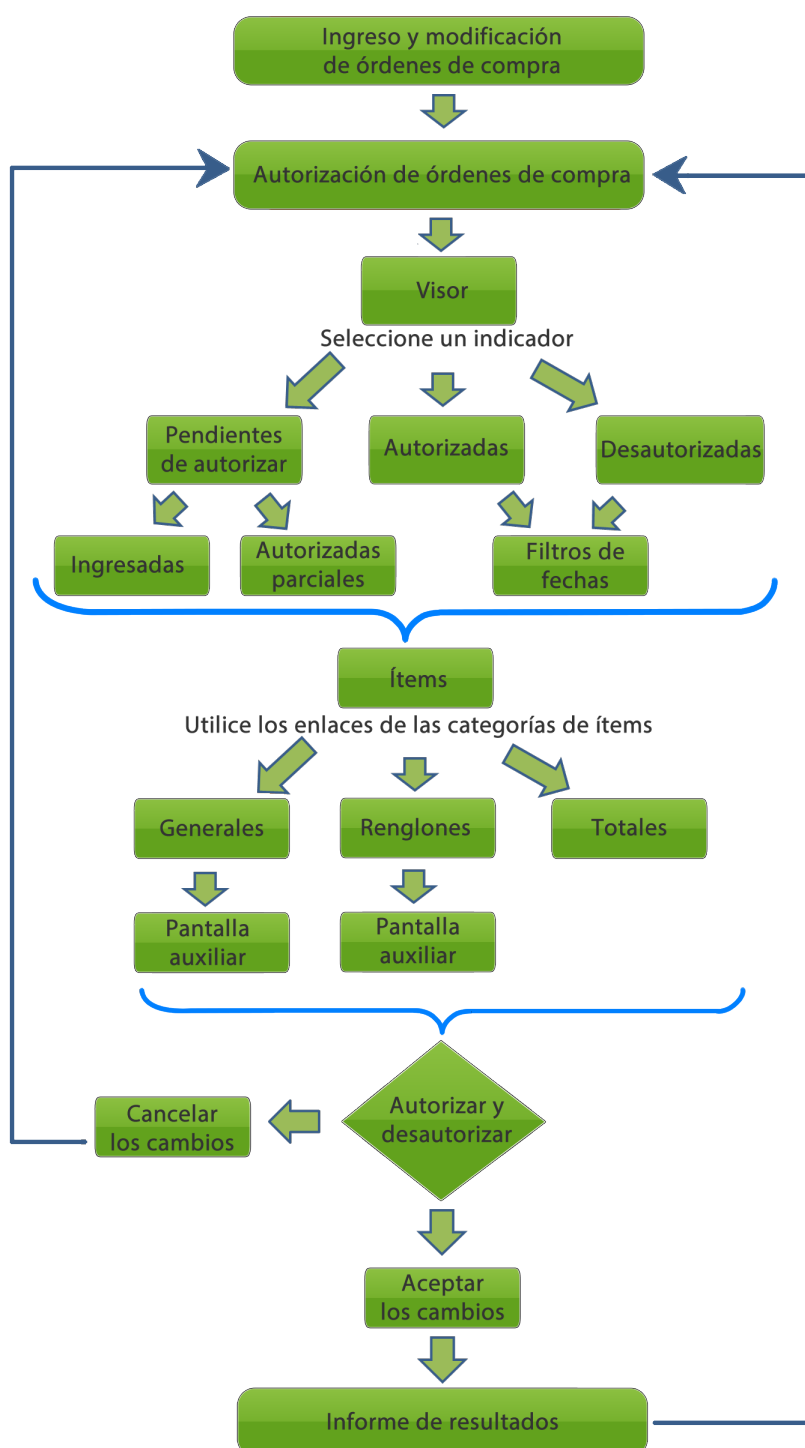 Ingreso y modificación
de órdenes de compra
Autorización de órdenes de compra
Visor
Seleccione un indicador
Pendientes
de autorizar
Autorizadas
Desautorizadas
Ingresadas
Autorizadas
parciales
Filtros de
fechas
Ítems
Utilice los enlaces de las categorías de ítems
Generales
Renglones
Totales
Pantalla
auxiliar
Pantalla
auxiliar
Autorizar y
desautorizar
Cancelar
los cambios
Aceptar
los cambios
Informe de resultados